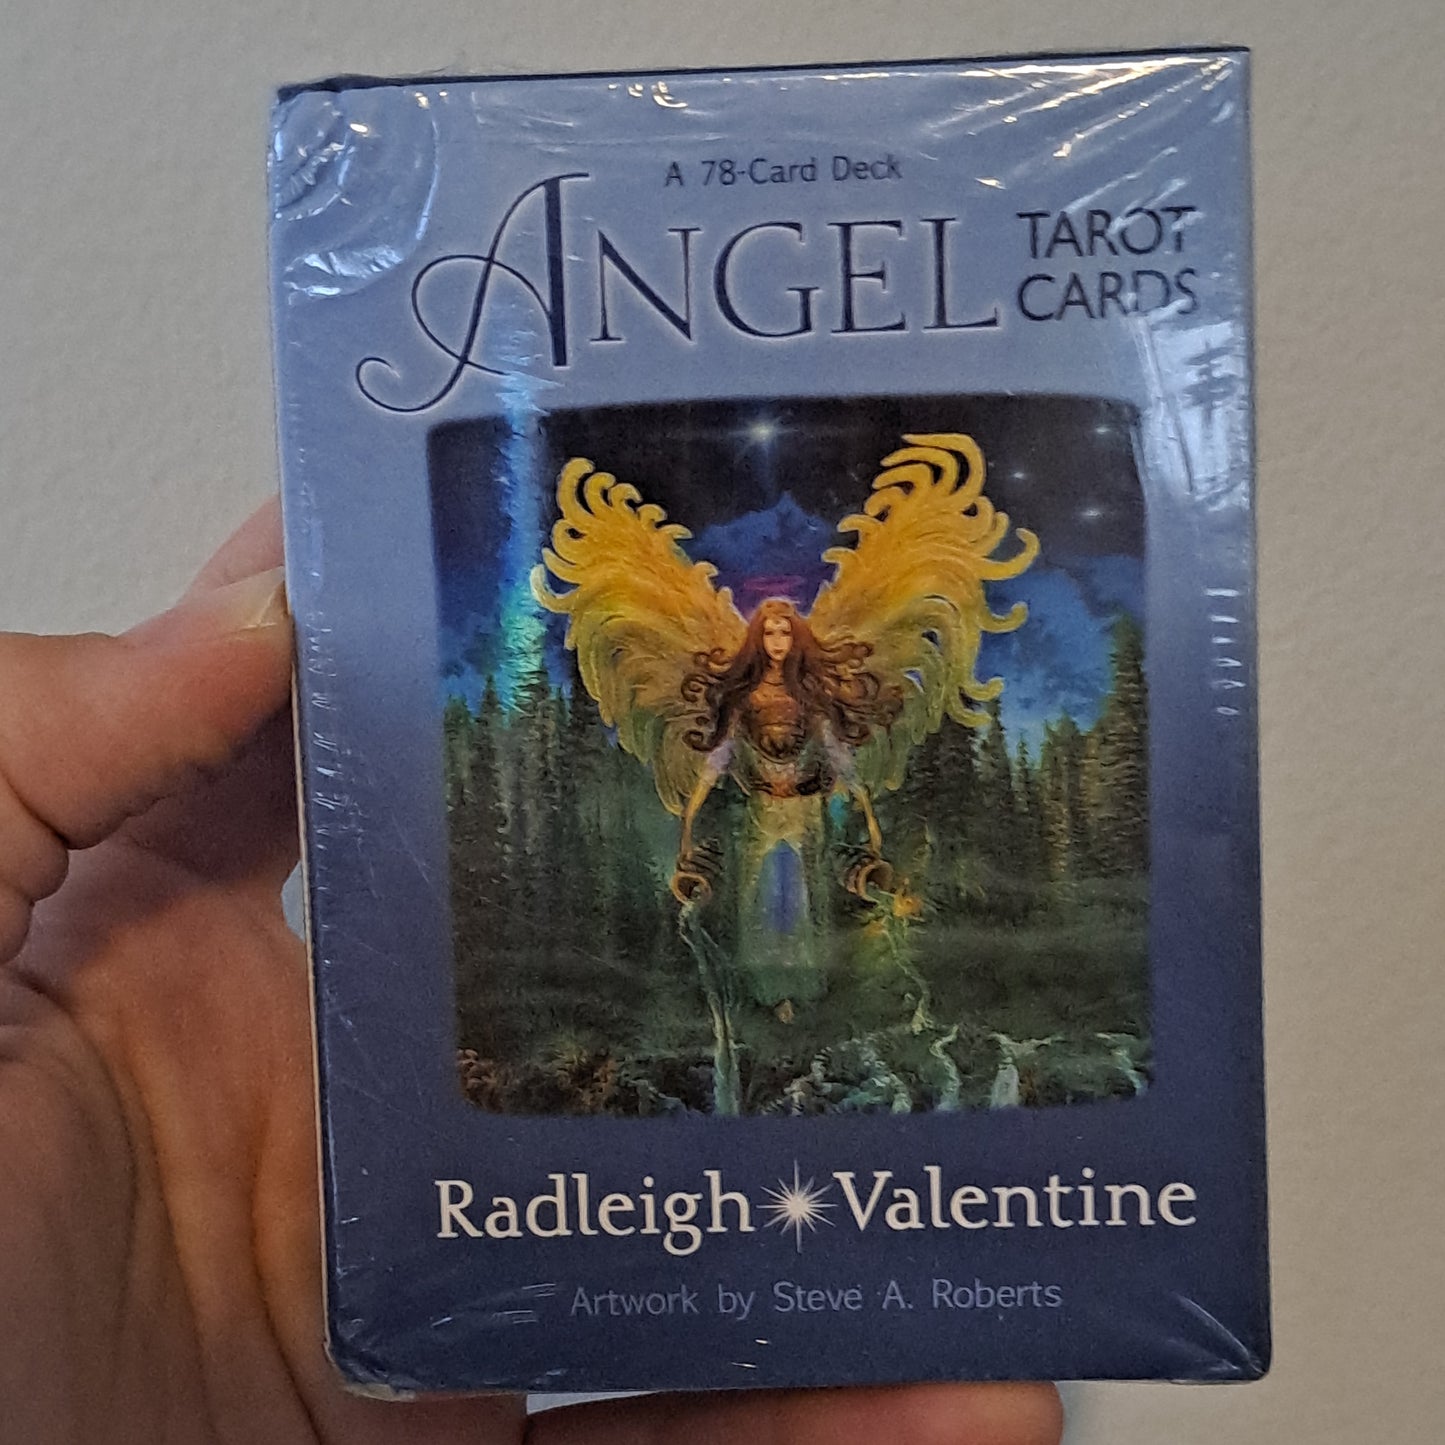 A 78-Card Deck
ANGEL TAROT CARDS
Radleigh Valentine
Artwork by Steve A. Roberts